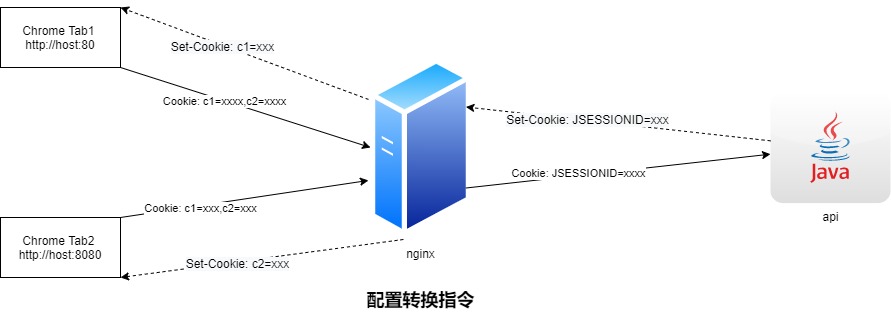 Chrome Tab1
http://host:80
Set-Cookie: c1=xxx
Cookie: c1=xxxx,c2=xxxx
Set-Cookie: JSESSIONID=xxx
Cookie: JSESSIONID=xxxx
Java
api
Cookie: c1=xxx,c2=xxx
Chrome Tab2
http://host:8080
Set-Cookie: c2=xxx
nginx
配置转换指令